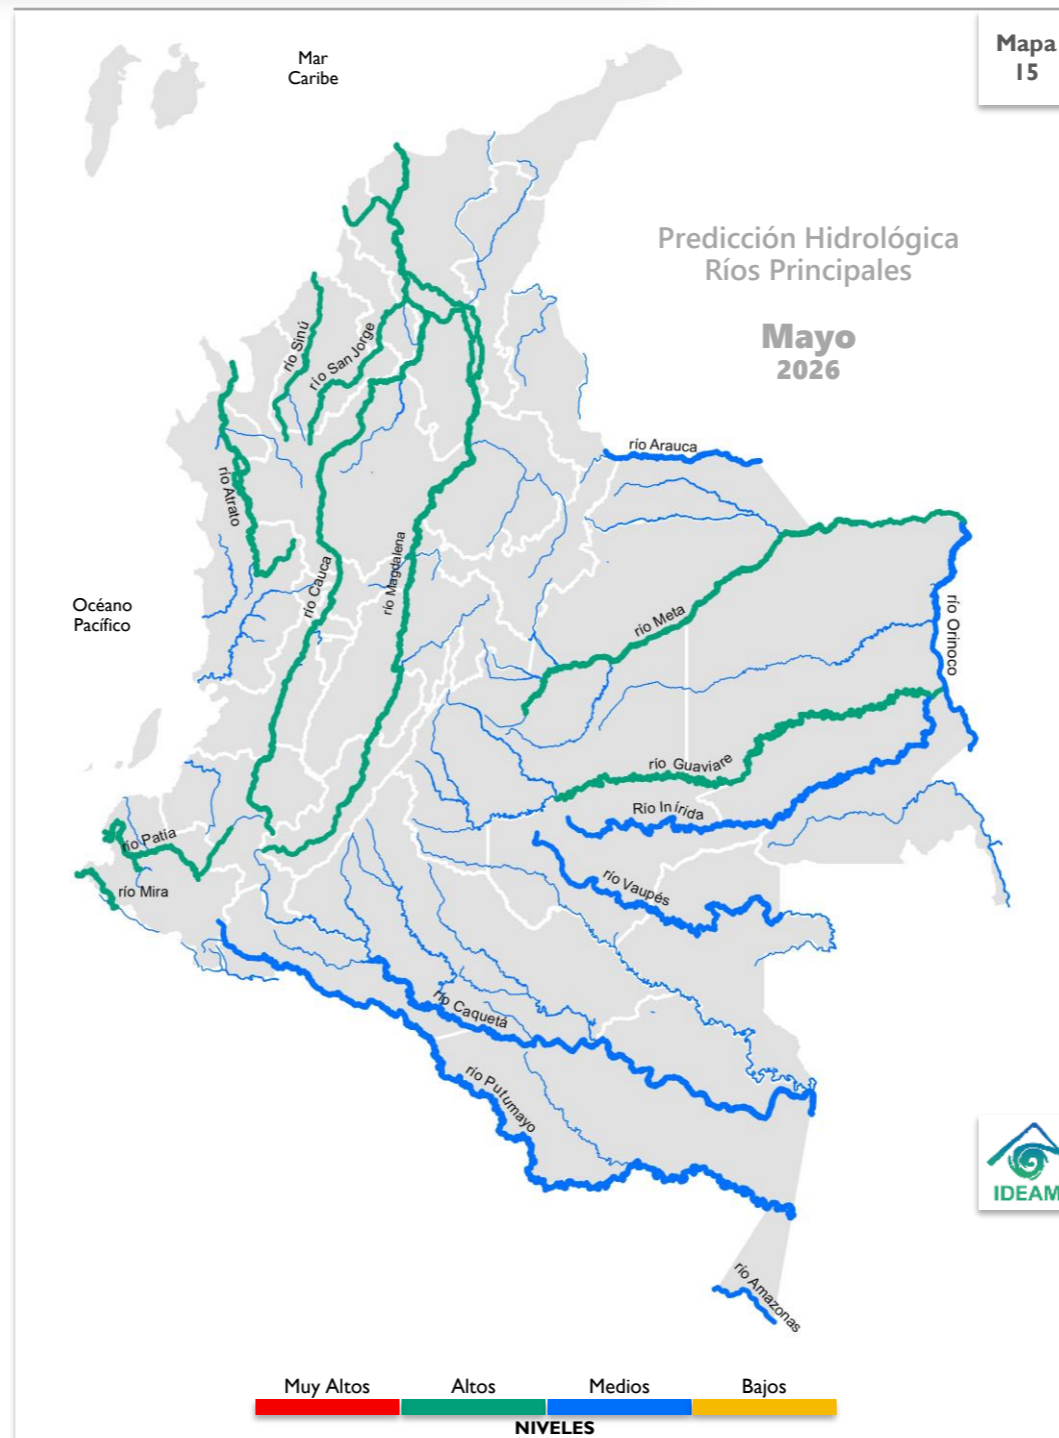 Mar
Caribe
Mapa
15
Predicción Hidrológica
Ríos Principales
Mayo
2026
río Sinú
río San Jorge
río Arauca
río Atrato
río Cauca
río Magdalena
río Meta
río Orinoco
Océano
Pacífico
río Guaviare
Río Inírida
río Patía
río Mira
río Vaupés
río Caquetá
río Putumayo
IDEAM
río Amazonas
Muy Altos
Altos
Medios
Bajos
NIVELES